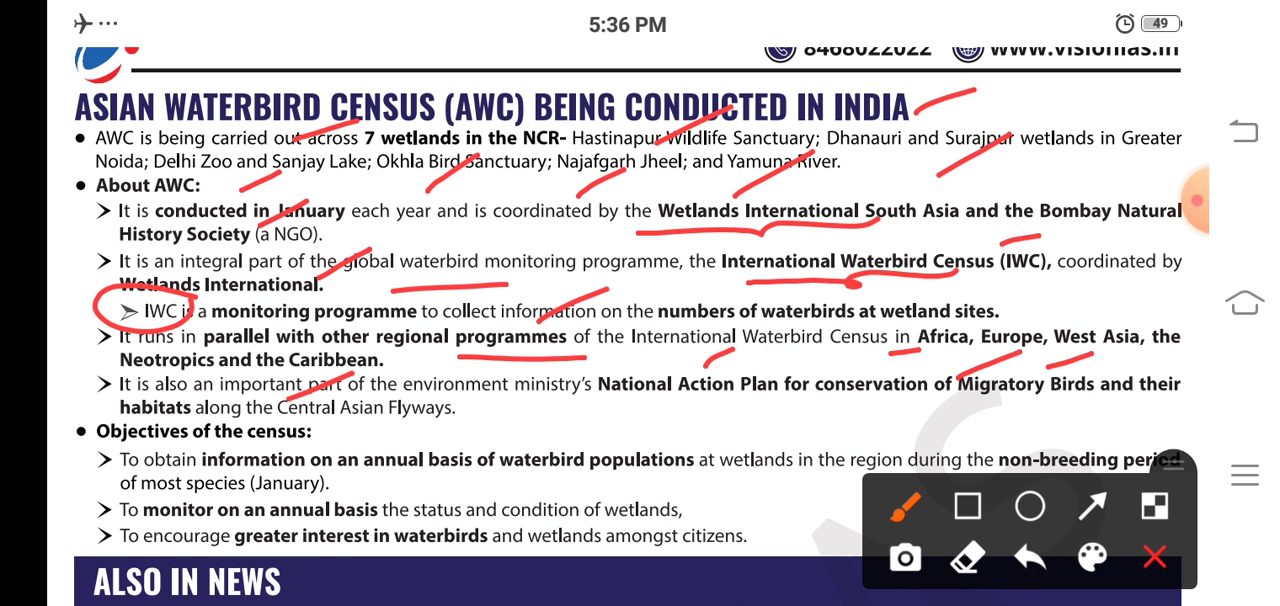 5:36 PM
49
8468022022 www.visionias.in
ASIAN WATERBIRD CENSUS (AWC) BEING CONDUCTED IN INDIA
● AWC is being carried out across 7 wetlands in the NCR- Hastinapur Wildlife Sanctuary; Dhanauri and Surajpur wetlands in Greater
Noida; Delhi Zoo and Sanjay Lake; Okhla Bird Sanctuary; Najafgarh Jheel; and Yamuna River.
● About AWC:
➢ It is conducted in January each year and is coordinated by the Wetlands International South Asia and the Bombay Natural
History Society (a NGO).
➢ It is an integral part of the global waterbird monitoring programme, the International Waterbird Census (IWC), coordinated by
Wetlands International.
➢ IWC is a monitoring programme to collect information on the numbers of waterbirds at wetland sites.
➢ It runs in parallel with other regional programmes of the International Waterbird Census in Africa, Europe, West Asia, the
Neotropics and the Caribbean.
➢ It is also an important part of the environment ministry's National Action Plan for conservation of Migratory Birds and their
habitats along the Central Asian Flyways.
● Objectives of the census:
➢ To obtain information on an annual basis of waterbird populations at wetlands in the region during the non-breeding period
of most species (January).
➢ To monitor on an annual basis the status and condition of wetlands,
➢ To encourage greater interest in waterbirds and wetlands amongst citizens.
ALSO IN NEWS